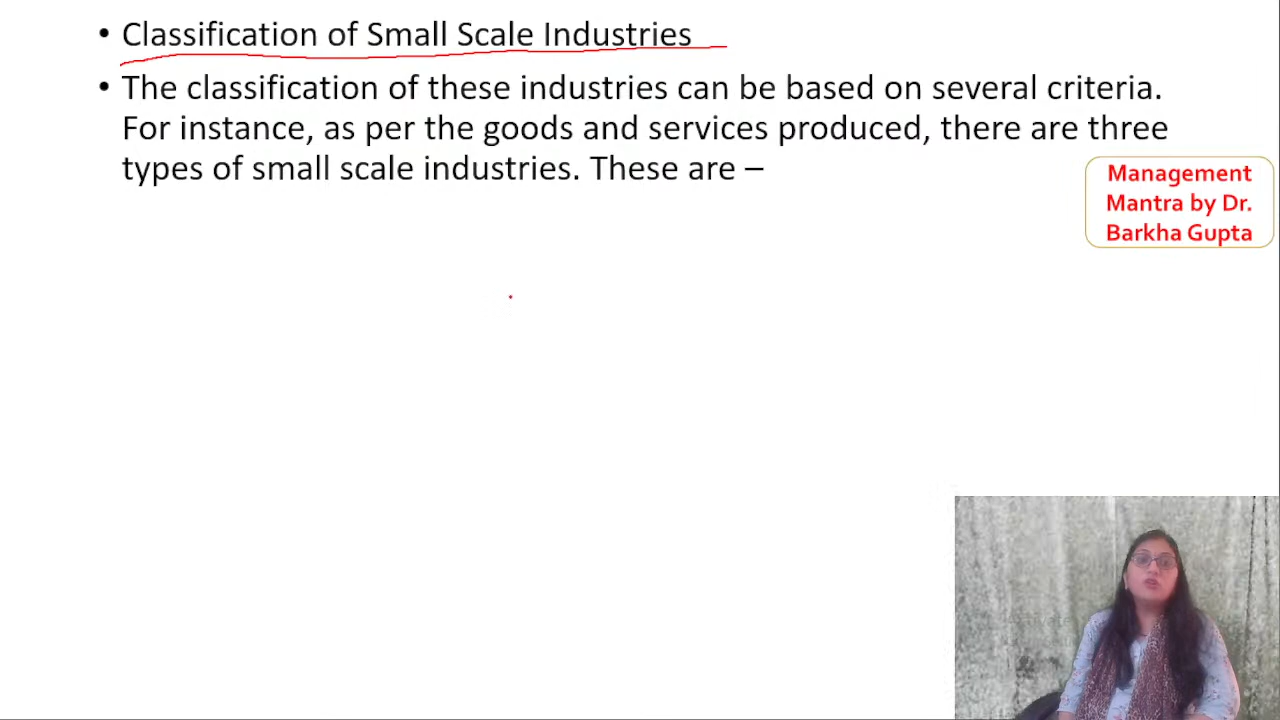 • Classification of Small Scale Industries
• The classification of these industries can be based on several criteria.
For instance, as per the goods and services produced, there are three
types of small scale industries. These are –
Management
Mantra by Dr.
Barkha Gupta